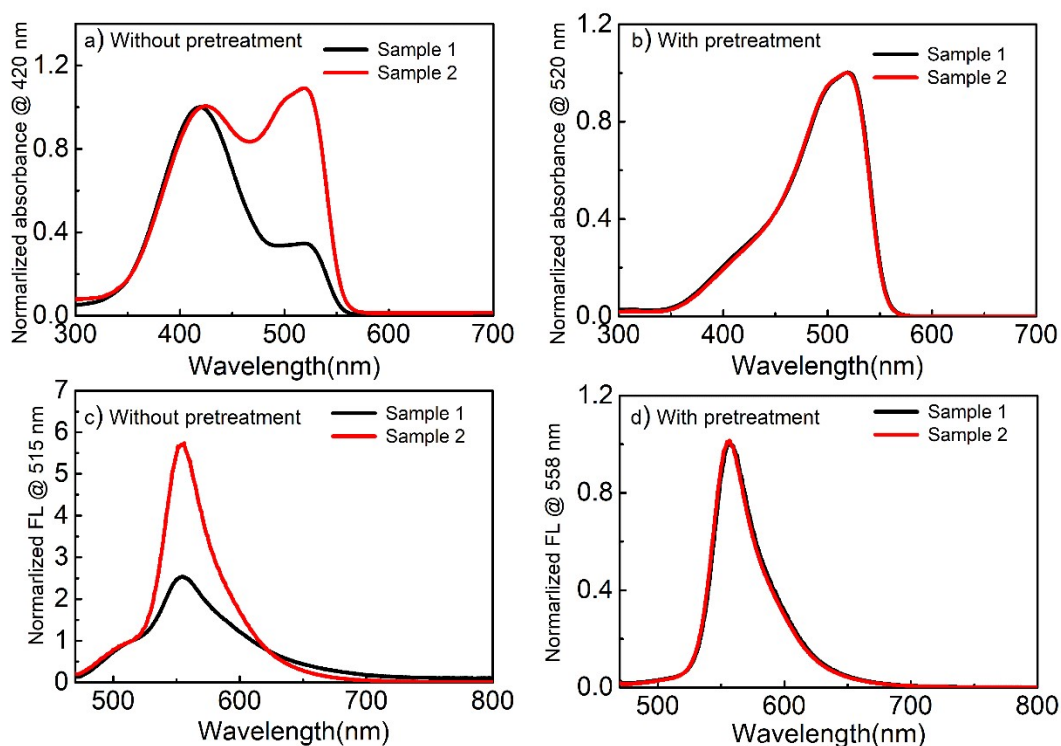 a) Without pretreatment
Sample 1
Sample 2
Normarlized absorbance @ 420 nm
1.2
0.8
0.4
0.0
300 400 500 600 700
Wavelength(nm)
b) With pretreatment
Sample 1
Sample 2
Normarlized absorbance @ 520 nm
1.2
0.8
0.4
0.0
300 400 500 600 700
Wavelength(nm)
c) Without pretreatment
Sample 1
Sample 2
Normarlized FL @ 515 nm
7
6
5
4
3
2
1
0
500 600 700 800
Wavelength(nm)
d) With pretreatment
Sample 1
Sample 2
Normarlized FL @ 558 nm
1.2
0.8
0.4
0.0
500 600 700 800
Wavelength(nm)